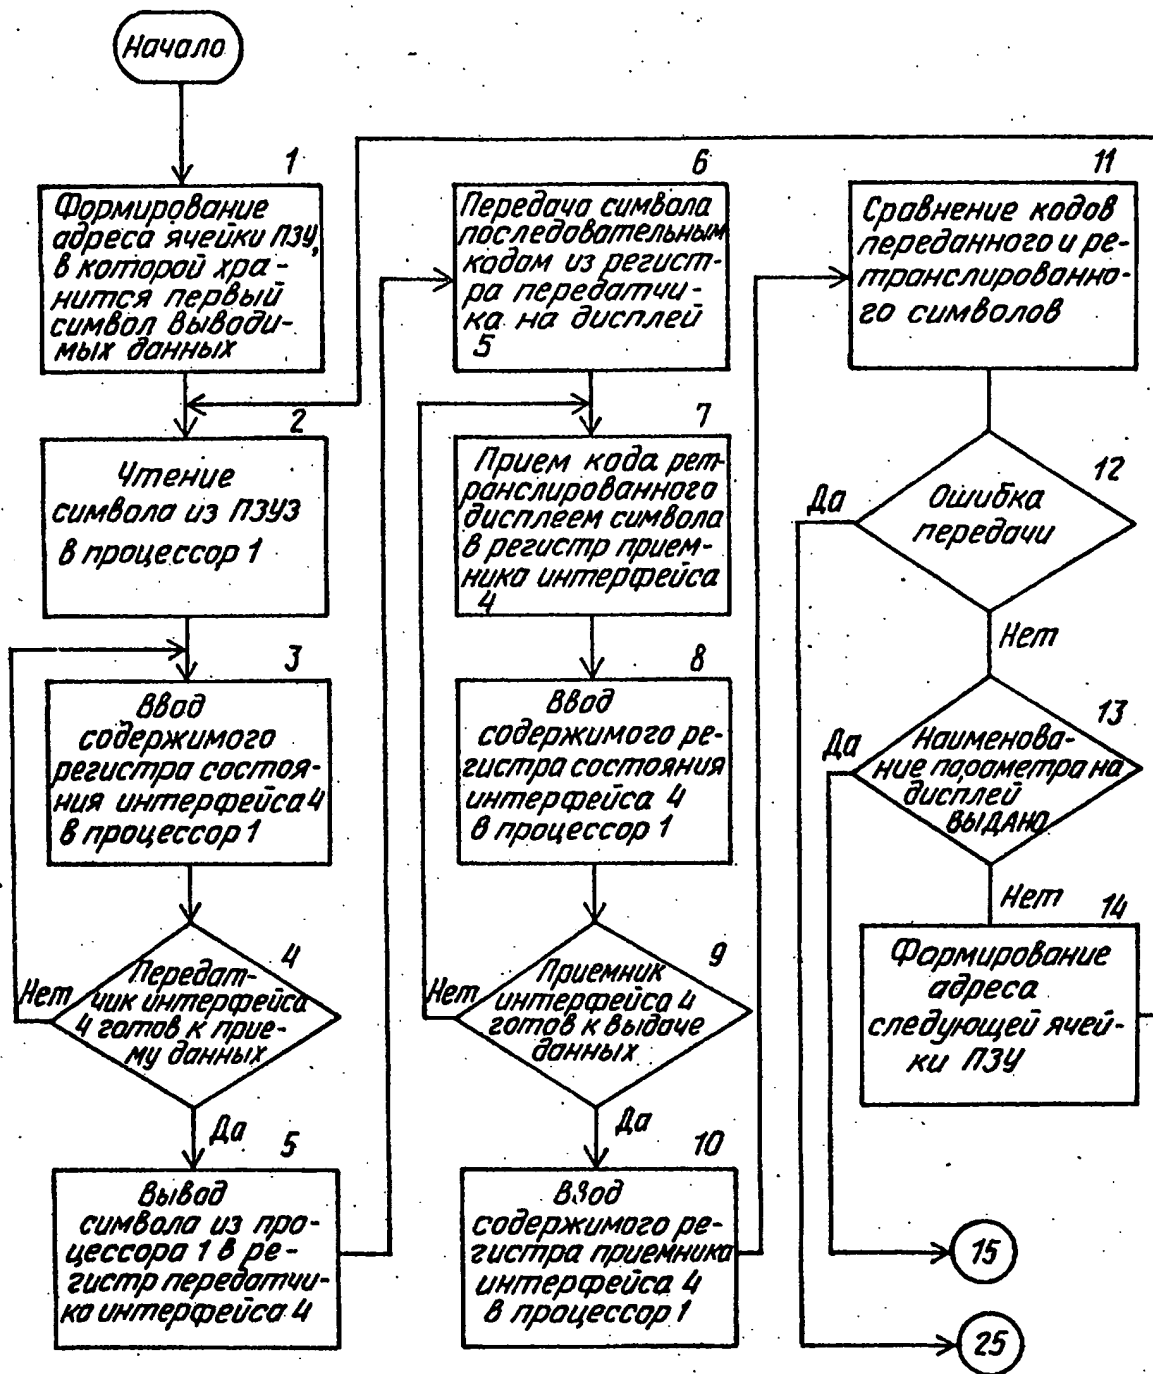 Начало
1
Формирование
адреса ячейки ПЗУ,
в которой хра-
нится первый
символ выводи-
мых данных
2
Чтение
символа из ПЗУ3
в процессор 1
3
Ввод
содержимого
регистра состоя-
ния интерфейса 4
в процессор 1
4
Передат-
чик интерфейса
4 готов к прие-
му данных
Нет
Да
5
Вывод
символа из про-
цессора 1 в ре-
гистр передатчи-
ка интерфейса 4
6
Передача символа
последовательным
кодом из регист-
ра передатчи-
ка на дисплей
5
7
Прием кода рет-
ранслированного
дисплеем символа
в регистр прием-
ника интерфейса
4
8
Ввод
содержимого ре-
гистра состояния
интерфейса 4
в процессор 1
9
Приемник
интерфейса 4
готов к выдаче
данных
Нет
Да
10
Ввод
содержимого ре-
гистра приемника
интерфейса 4
в процессор 1
11
Сравнение кодов
переданного и ре-
транслированно-
го символов
12
Ошибка
передачи
Да
Нет
13
Наименова-
ние параметра на
дисплей
ВЫДАНО
Да
Нет
14
Формирование
адреса
следующей ячей-
ки ПЗУ
15
25